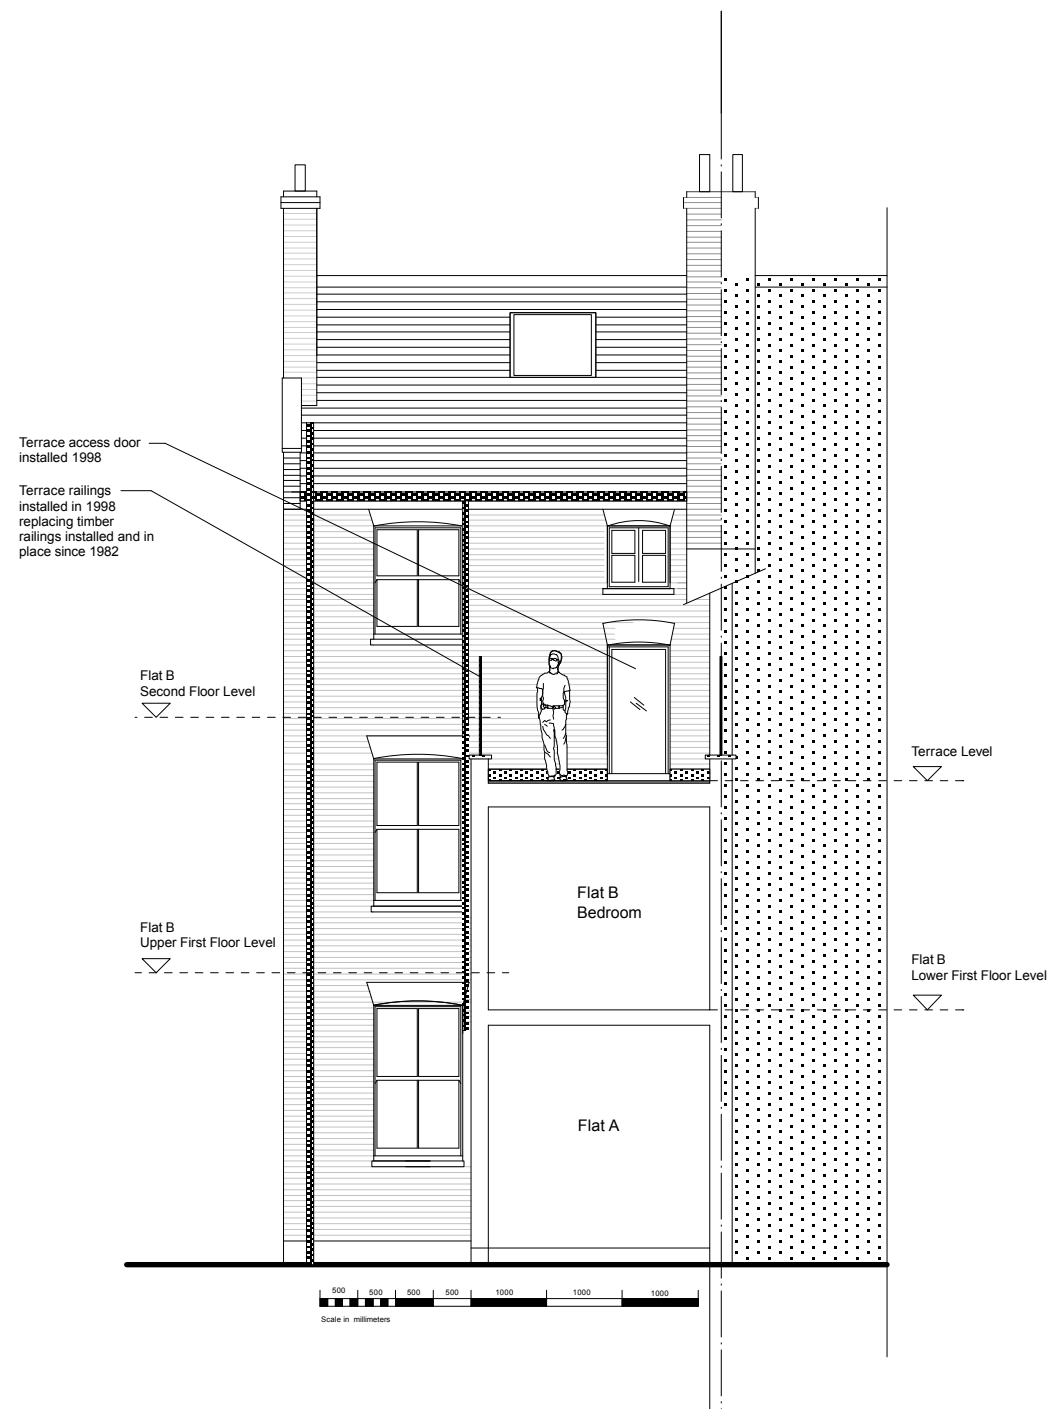 Terrace access door
installed 1998
Terrace railings
installed in 1998
replacing timber
railings installed and in
place since 1982
Flat B
Second Floor Level
Terrace Level
Flat B
Bedroom
Flat B
Upper First Floor Level
Flat B
Lower First Floor Level
Flat A
500 500 500 500 1000 1000 1000
Scale in millimeters